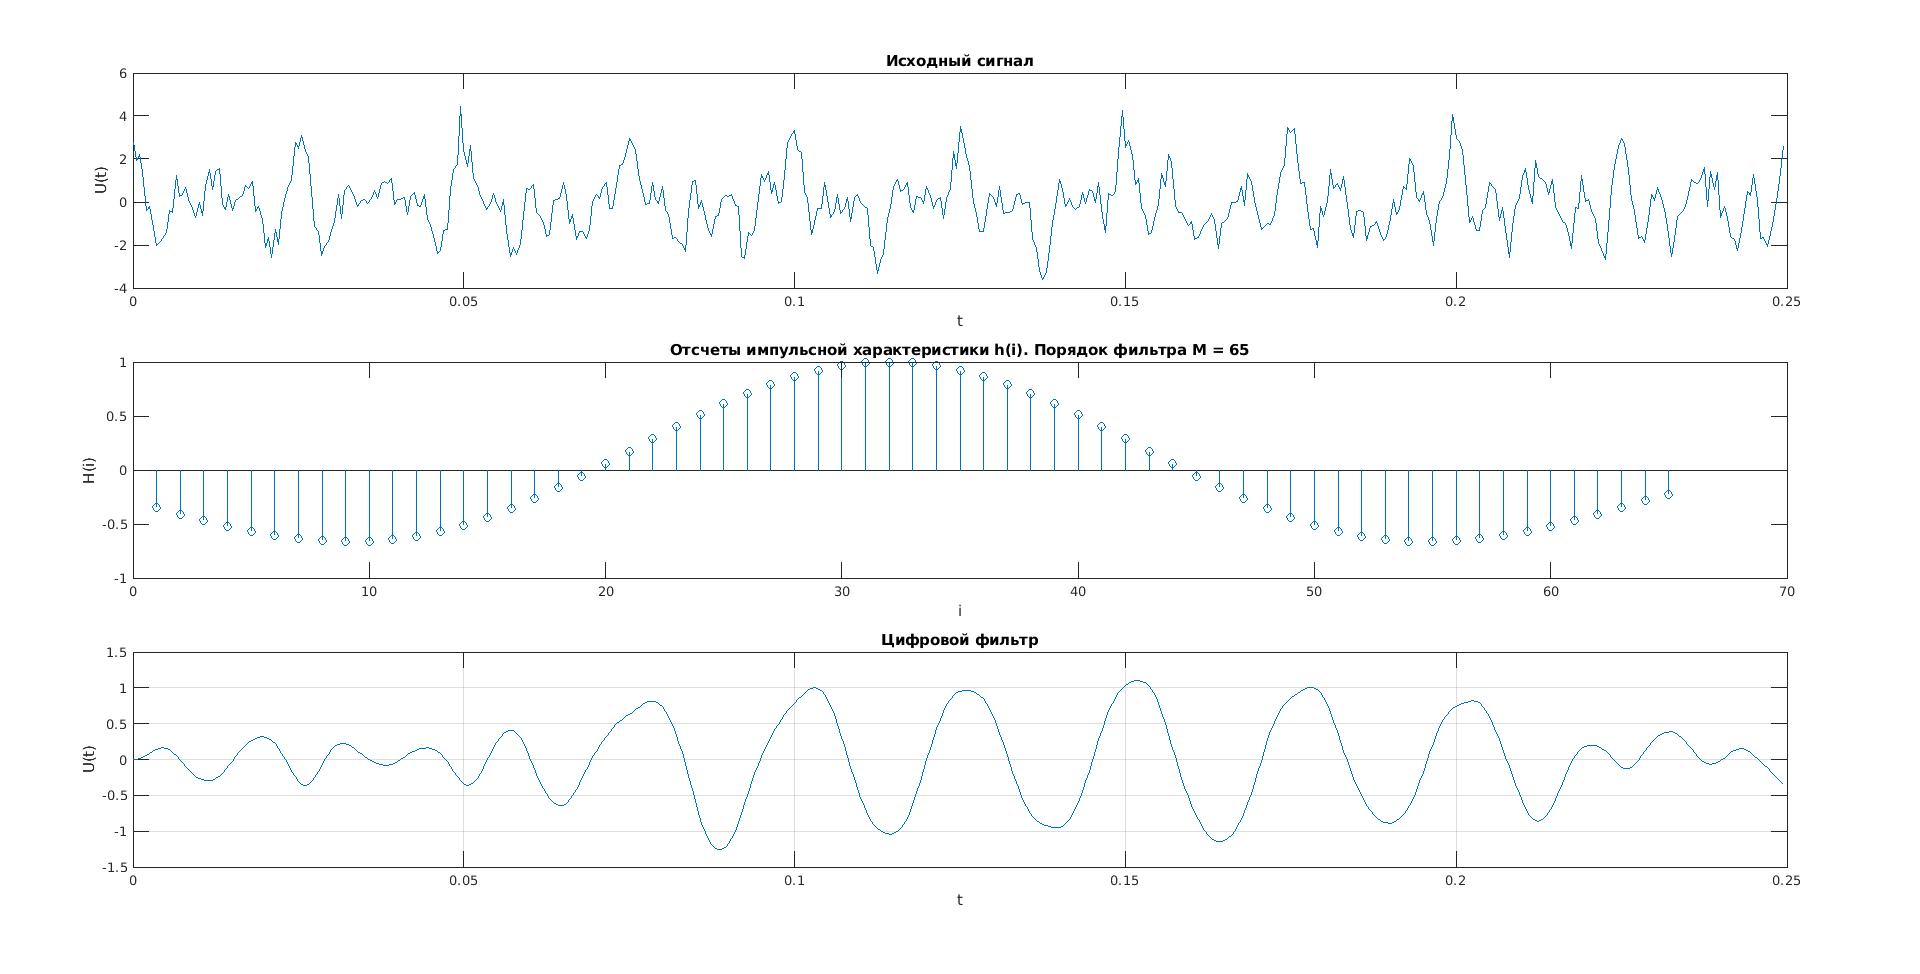 Исходный сигнал
6
4
2
0
-2
-4
U(t)
0 0.05 0.1 0.15 0.2 0.25
t
Отсчеты импульсной характеристики h(i). Порядок фильтра M = 65
1
0.5
0
-0.5
-1
H(i)
0 10 20 30 40 50 60 70
i
Цифровой фильтр
1.5
1
0.5
0
-0.5
-1
-1.5
U(t)
0 0.05 0.1 0.15 0.2 0.25
t